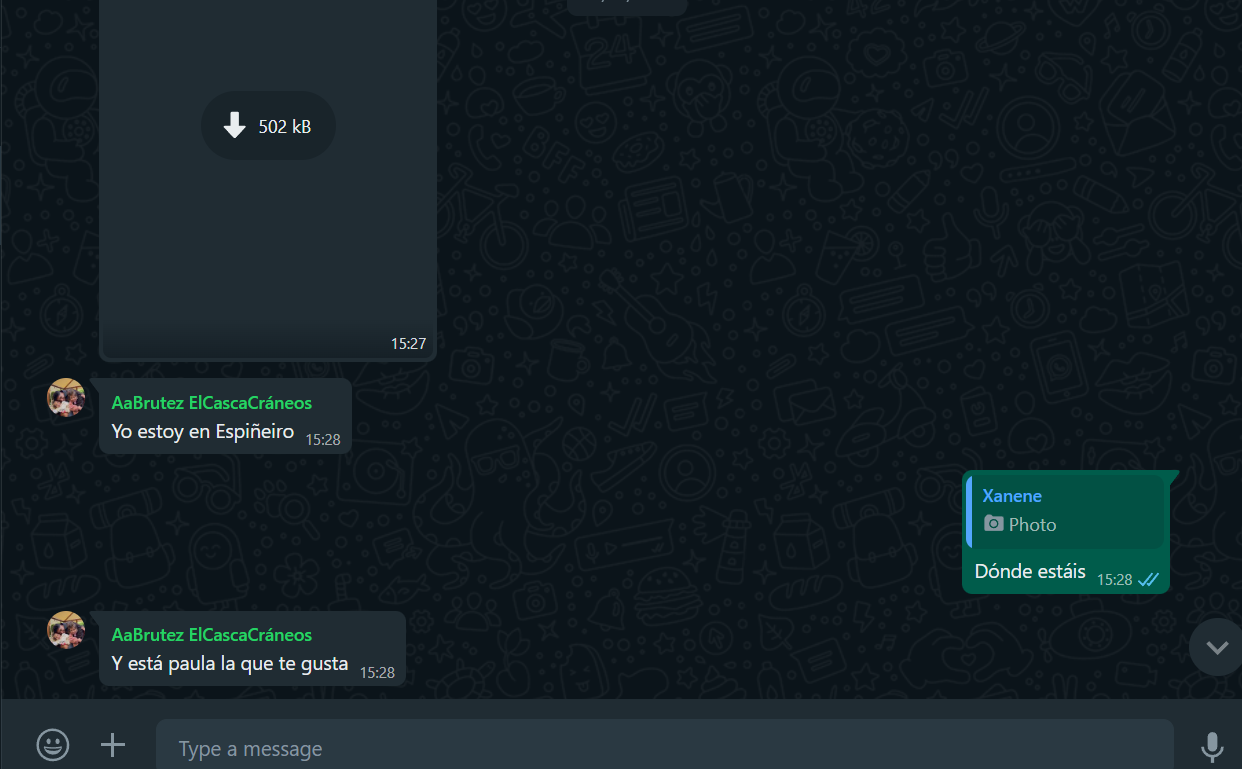 502 kB
15:27
AaBrutez ElCascaCráneos
Yo estoy en Espiñeiro 15:28
Xanene
Photo
Dónde estáis 15:28
AaBrutez ElCascaCráneos
Y está paula la que te gusta 15:28
Type a message